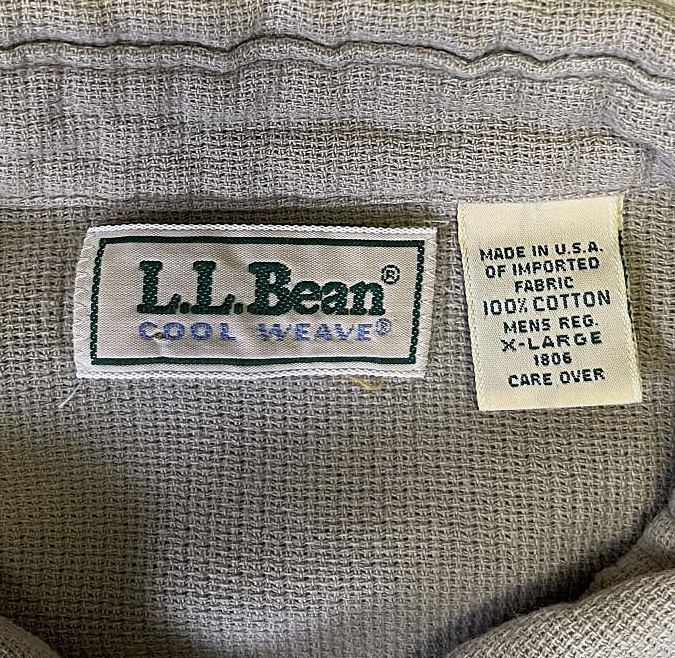 L.L.Bean®
COOL WEAVE®
MADE IN U.S.A.
OF IMPORTED
FABRIC
100% COTTON
MENS REG.
X-LARGE
1806
CARE OVER